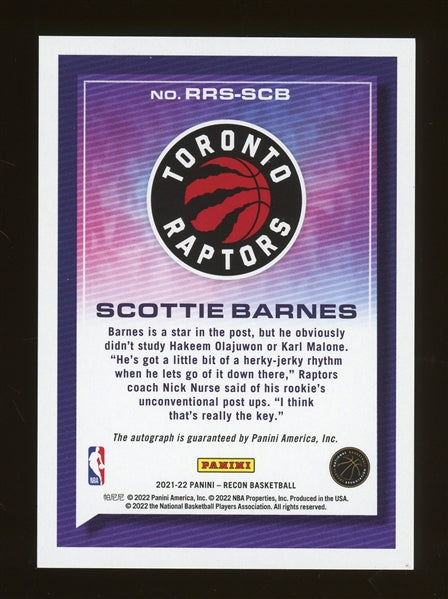 NO. RRS-SCB
TORONTO
RAPTORS
SCOTTIE BARNES
Barnes is a star in the post, but he obviously
didn't study Hakeem Olajuwon or Karl Malone.
"He's got a little bit of a herky-jerky rhythm
when he lets go of it down there," Raptors
coach Nick Nurse said of his rookie's
unconventional post ups. "I think
that's really the key."
The autograph is guaranteed by Panini America, Inc.
PANINI
NBA
2021-22 PANINI – RECON BASKETBALL
帕尼尼 © 2022 Panini America, Inc. © 2022 NBA Properties, Inc. Produced in the USA.
© 2022 the National Basketball Players Association. All rights reserved.